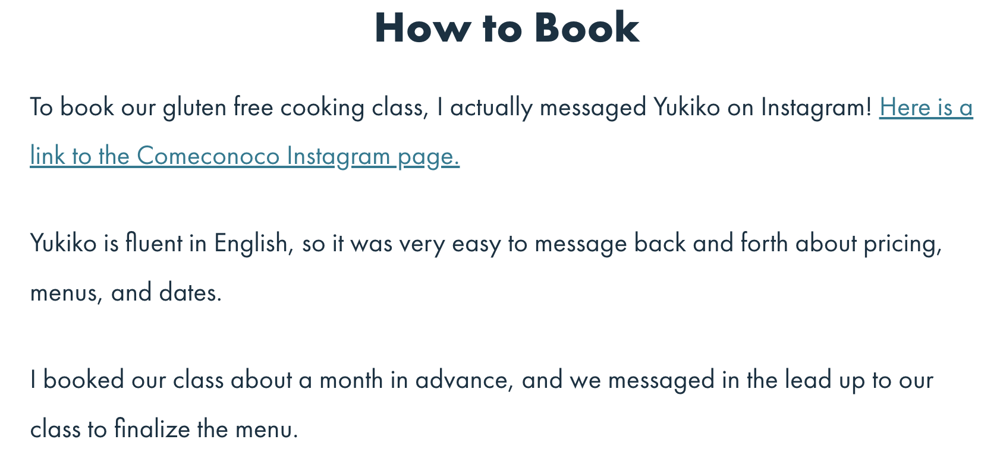 How to Book
To book our gluten free cooking class, I actually messaged Yukiko on Instagram! Here is a
link to the Comeconoco Instagram page.
Yukiko is fluent in English, so it was very easy to message back and forth about pricing,
menus, and dates.
I booked our class about a month in advance, and we messaged in the lead up to our
class to finalize the menu.